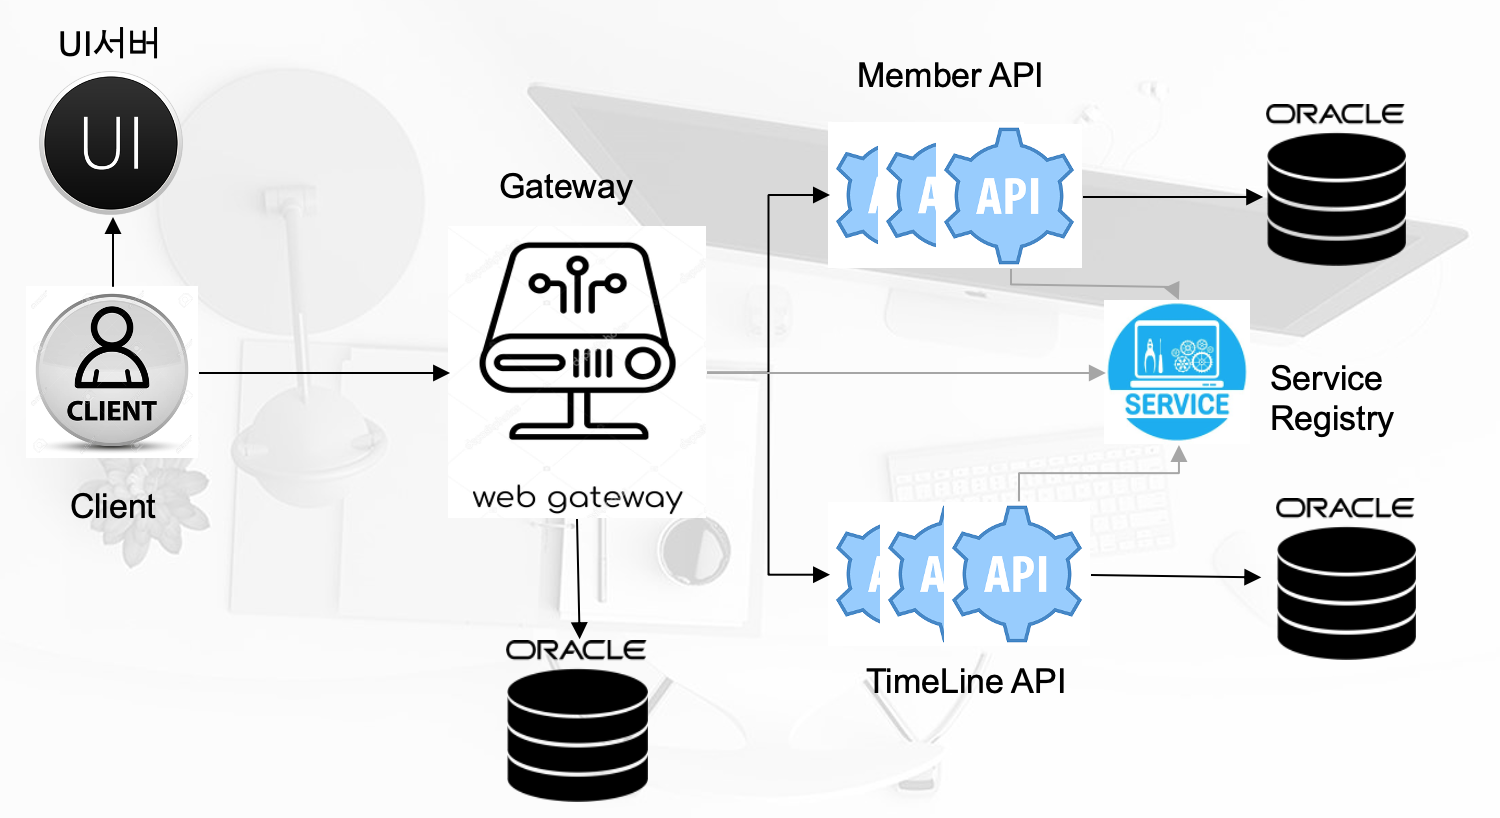 UI서버
UI
CLIENT
Client
Gateway
web gateway
ORACLE
Member API
A
A
API
ORACLE
SERVICE
Service
Registry
A
A
API
TimeLine API
ORACLE